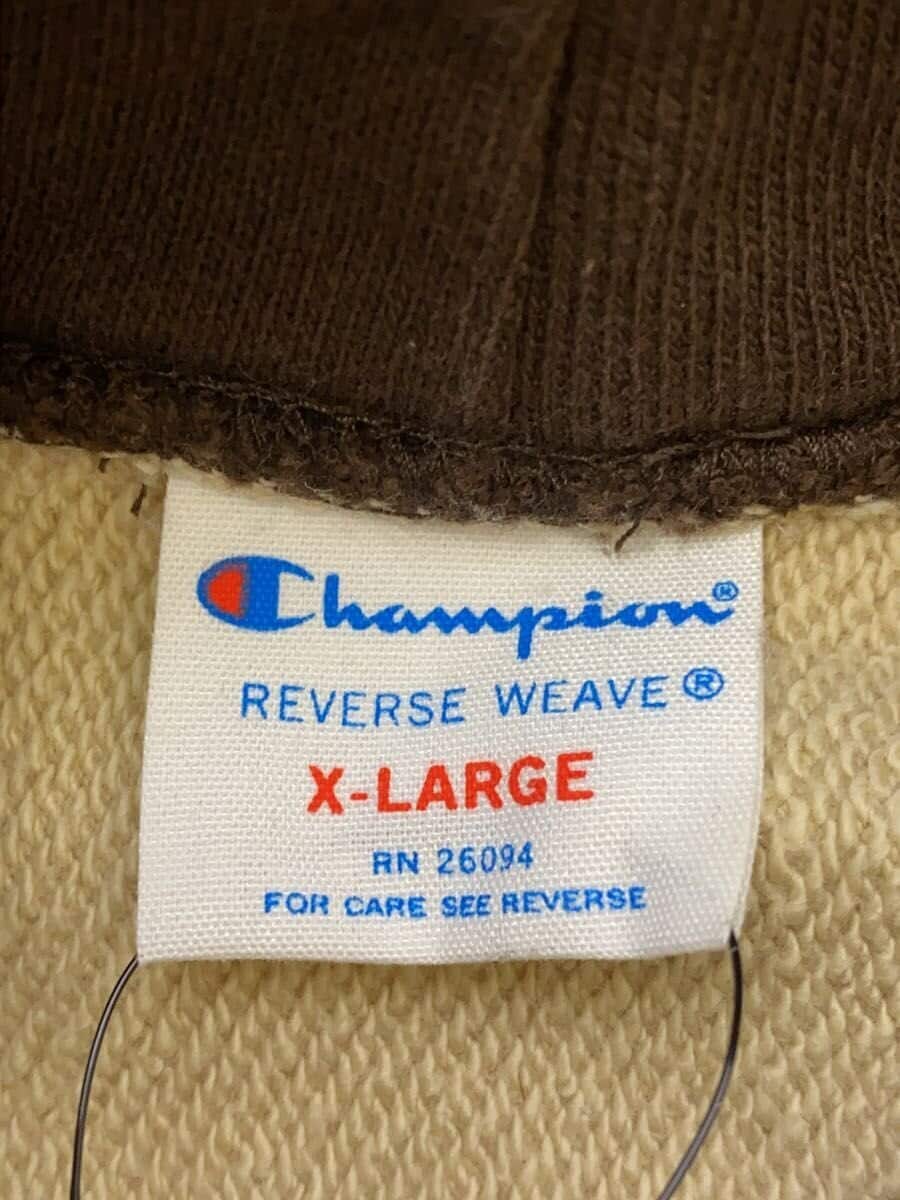 Champion®
REVERSE WEAVE®
X-LARGE
RN 26094
FOR CARE SEE REVERSE